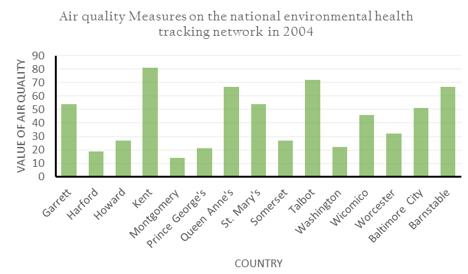 Air quality Measures on the national environmental health
tracking network in 2004
VALUE OF AIR QUALITY
90
80
70
60
50
40
30
20
10
0
Garrett
Harford
Howard
Kent
Montgomery
Prince George's
Queen Anne's
St. Mary's
Somerset
Talbot
Washington
Wicomico
Worcester
Baltimore City
Barnstable
COUNTRY